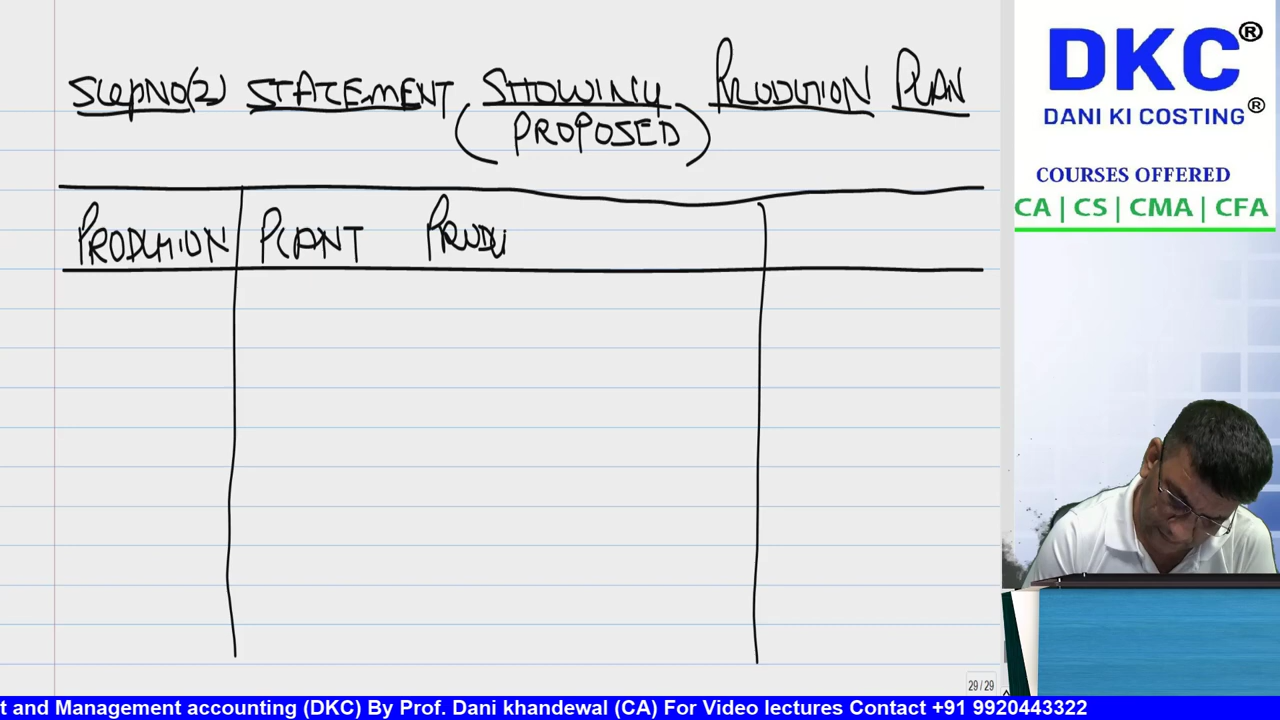 Step NO(2) STATEMENT SHOWING PRODUCTION PLAN
(PROPOSED)
PRODUCTION PLANT PRODU
DKC®
DANI KI COSTING®
COURSES OFFERED
CA | CS | CMA | CFA
29 / 29
t and Management accounting (DKC) By Prof. Dani khandewal (CA) For Video lectures Contact +91 9920443322